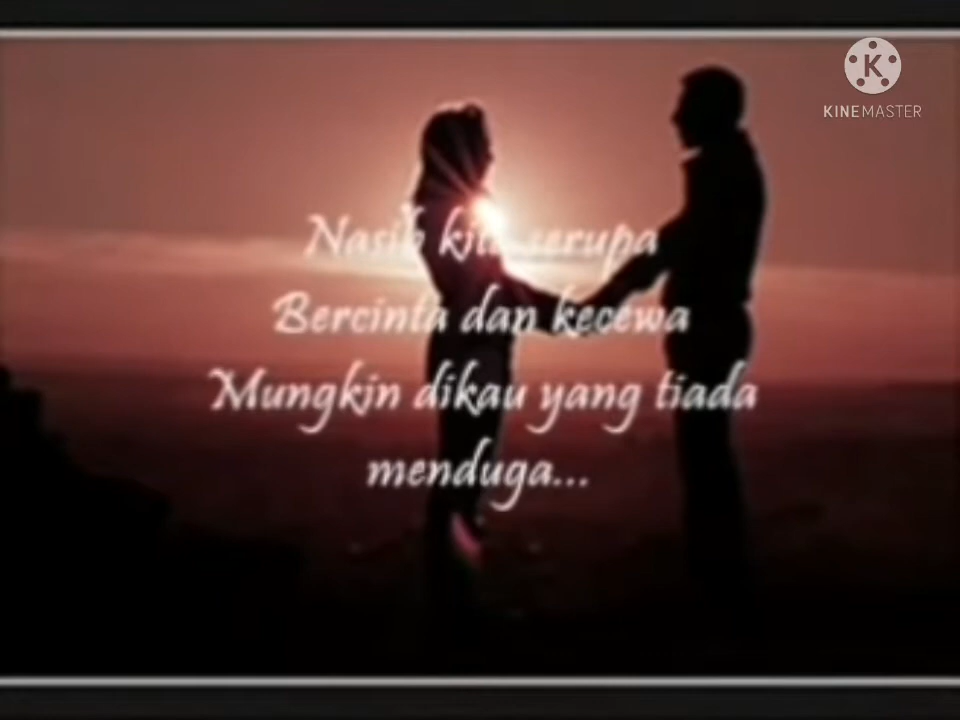 KINEMASTER
Nasib kita serupa
Bercinta dan kecewa
Mungkin dikau yang tiada
menduga...